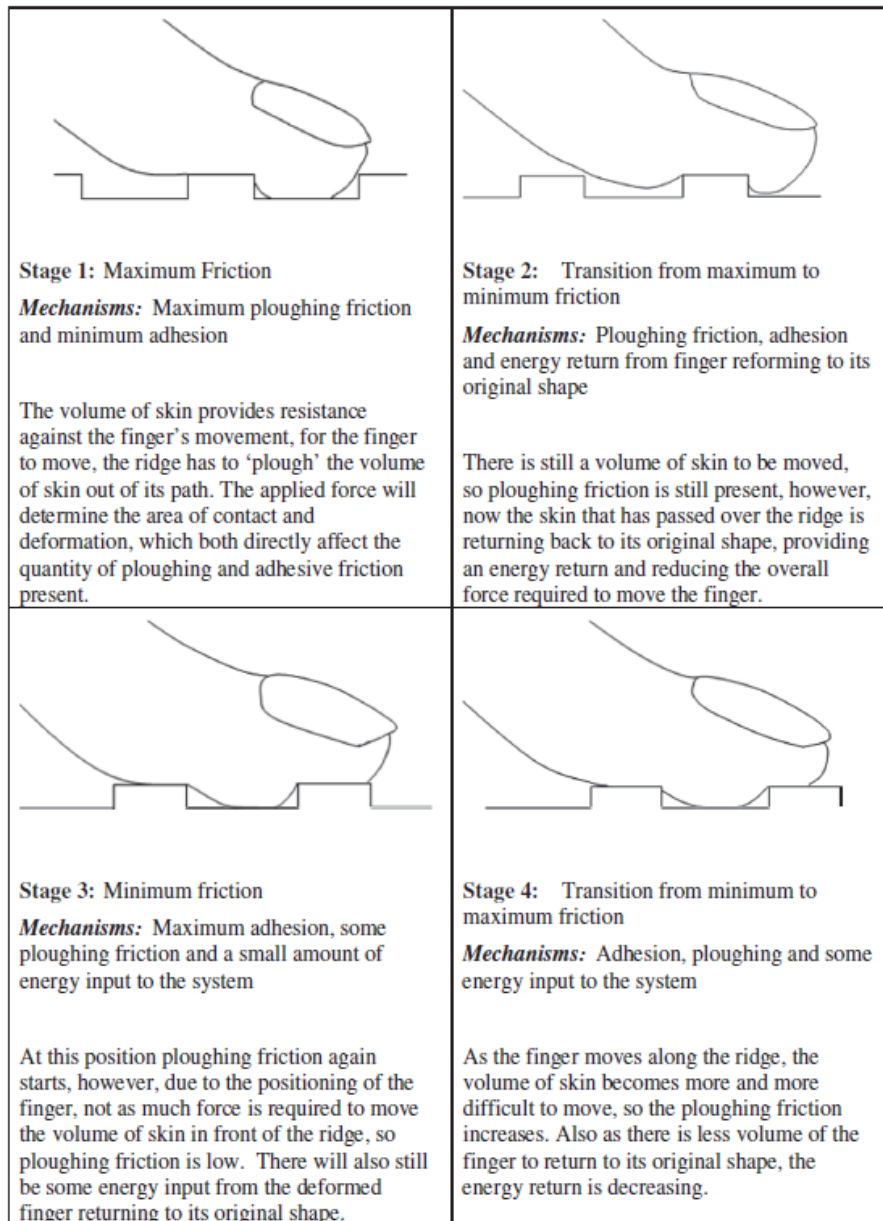 Stage 1: Maximum Friction
Mechanisms: Maximum ploughing friction
and minimum adhesion
The volume of skin provides resistance
against the finger's movement, for the finger
to move, the ridge has to 'plough' the volume
of skin out of its path. The applied force will
determine the area of contact and
deformation, which both directly affect the
quantity of ploughing and adhesive friction
present.
Stage 2: Transition from maximum to
minimum friction
Mechanisms: Ploughing friction, adhesion
and energy return from finger reforming to its
original shape
There is still a volume of skin to be moved,
so ploughing friction is still present, however,
now the skin that has passed over the ridge is
returning back to its original shape, providing
an energy return and reducing the overall
force required to move the finger.
Stage 3: Minimum friction
Mechanisms: Maximum adhesion, some
ploughing friction and a small amount of
energy input to the system
At this position ploughing friction again
starts, however, due to the positioning of the
finger, not as much force is required to move
the volume of skin in front of the ridge, so
ploughing friction is low. There will also still
be some energy input from the deformed
finger returning to its original shape.
Stage 4: Transition from minimum to
maximum friction
Mechanisms: Adhesion, ploughing and some
energy input to the system
As the finger moves along the ridge, the
volume of skin becomes more and more
difficult to move, so the ploughing friction
increases. Also as there is less volume of the
finger to return to its original shape, the
energy return is decreasing.